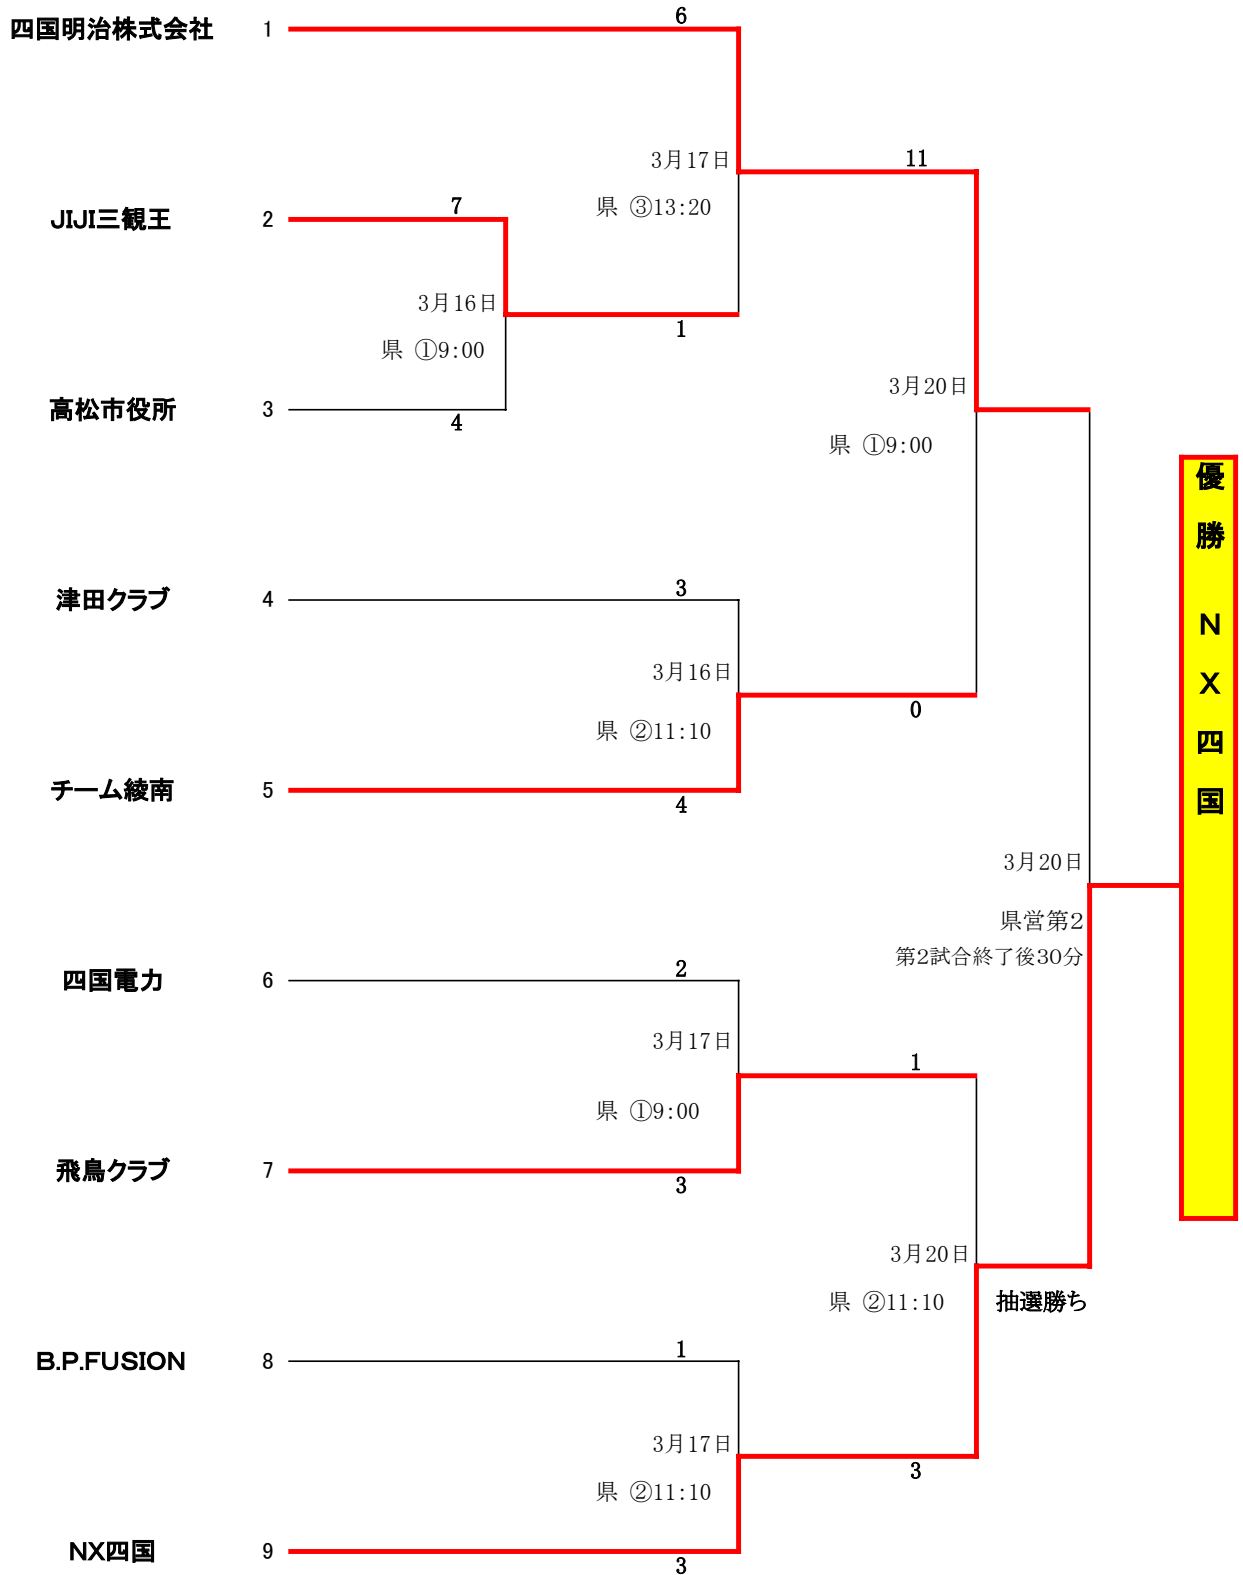 四国明治株式会社 1
6
3月17日
県 ③13:20
11
JIJI三観王 2
7
3月16日
県 ①9:00
1
高松市役所 3
4
3月20日
県 ①9:00
津田クラブ 4
3
3月16日
県 ②11:10
0
チーム綾南 5
4
3月20日
県営第2
第2試合終了後30分
四国電力 6
2
3月17日
県 ①9:00
1
飛鳥クラブ 7
3
3月20日
県 ②11:10
抽選勝ち
B.P.FUSION 8
1
3月17日
県 ②11:10
3
NX四国 9
3
優勝 NX四国